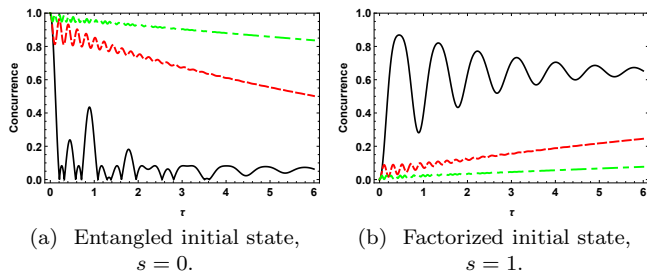 1.0
0.8
0.6
0.4
0.2
0.0
Concurrence
0 1 2 3 4 5 6
τ
(a) Entangled initial state,
s = 0.
1.0
0.8
0.6
0.4
0.2
0.0
Concurrence
0 1 2 3 4 5 6
τ
(b) Factorized initial state,
s = 1.